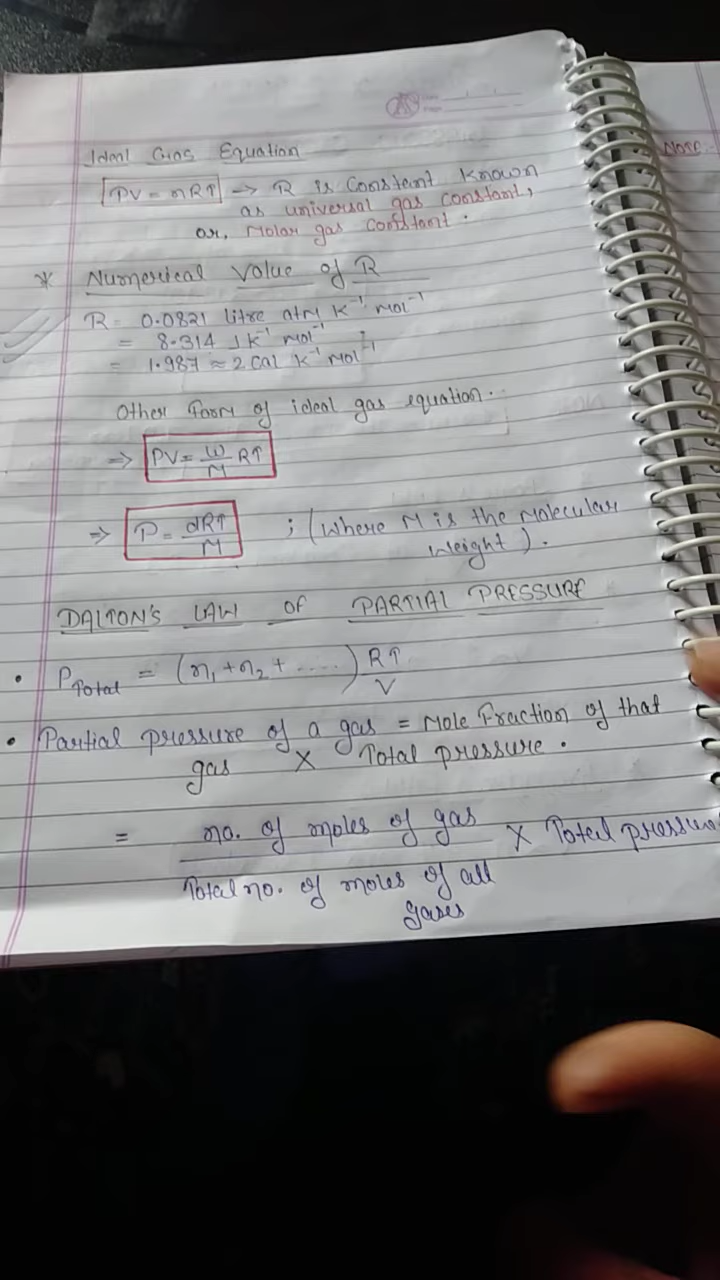 Note:-
Ideal Gas Equation
PV = nRT → R is constant known
as universal gas constant,
or, Molar gas constant.
* Numerical value of R
R = 0.0821 litre atm K⁻¹ mol⁻¹
= 8.314 J K⁻¹ mol⁻¹
= 1.987 ≈ 2 cal K⁻¹ mol⁻¹
Other form of ideal gas equation..
⇒ PV = w/M RT
⇒ P = dRT/M ; (Where M is the Molecular
weight).
DALTON'S LAW OF PARTIAL PRESSURE
• P Total = (n₁ + n₂ + .....) RT/V
• Partial pressure of a gas = Mole Fraction of that
gas × Total pressure.
= no. of moles of gas × Total pressure
Total no. of moles of all
gases